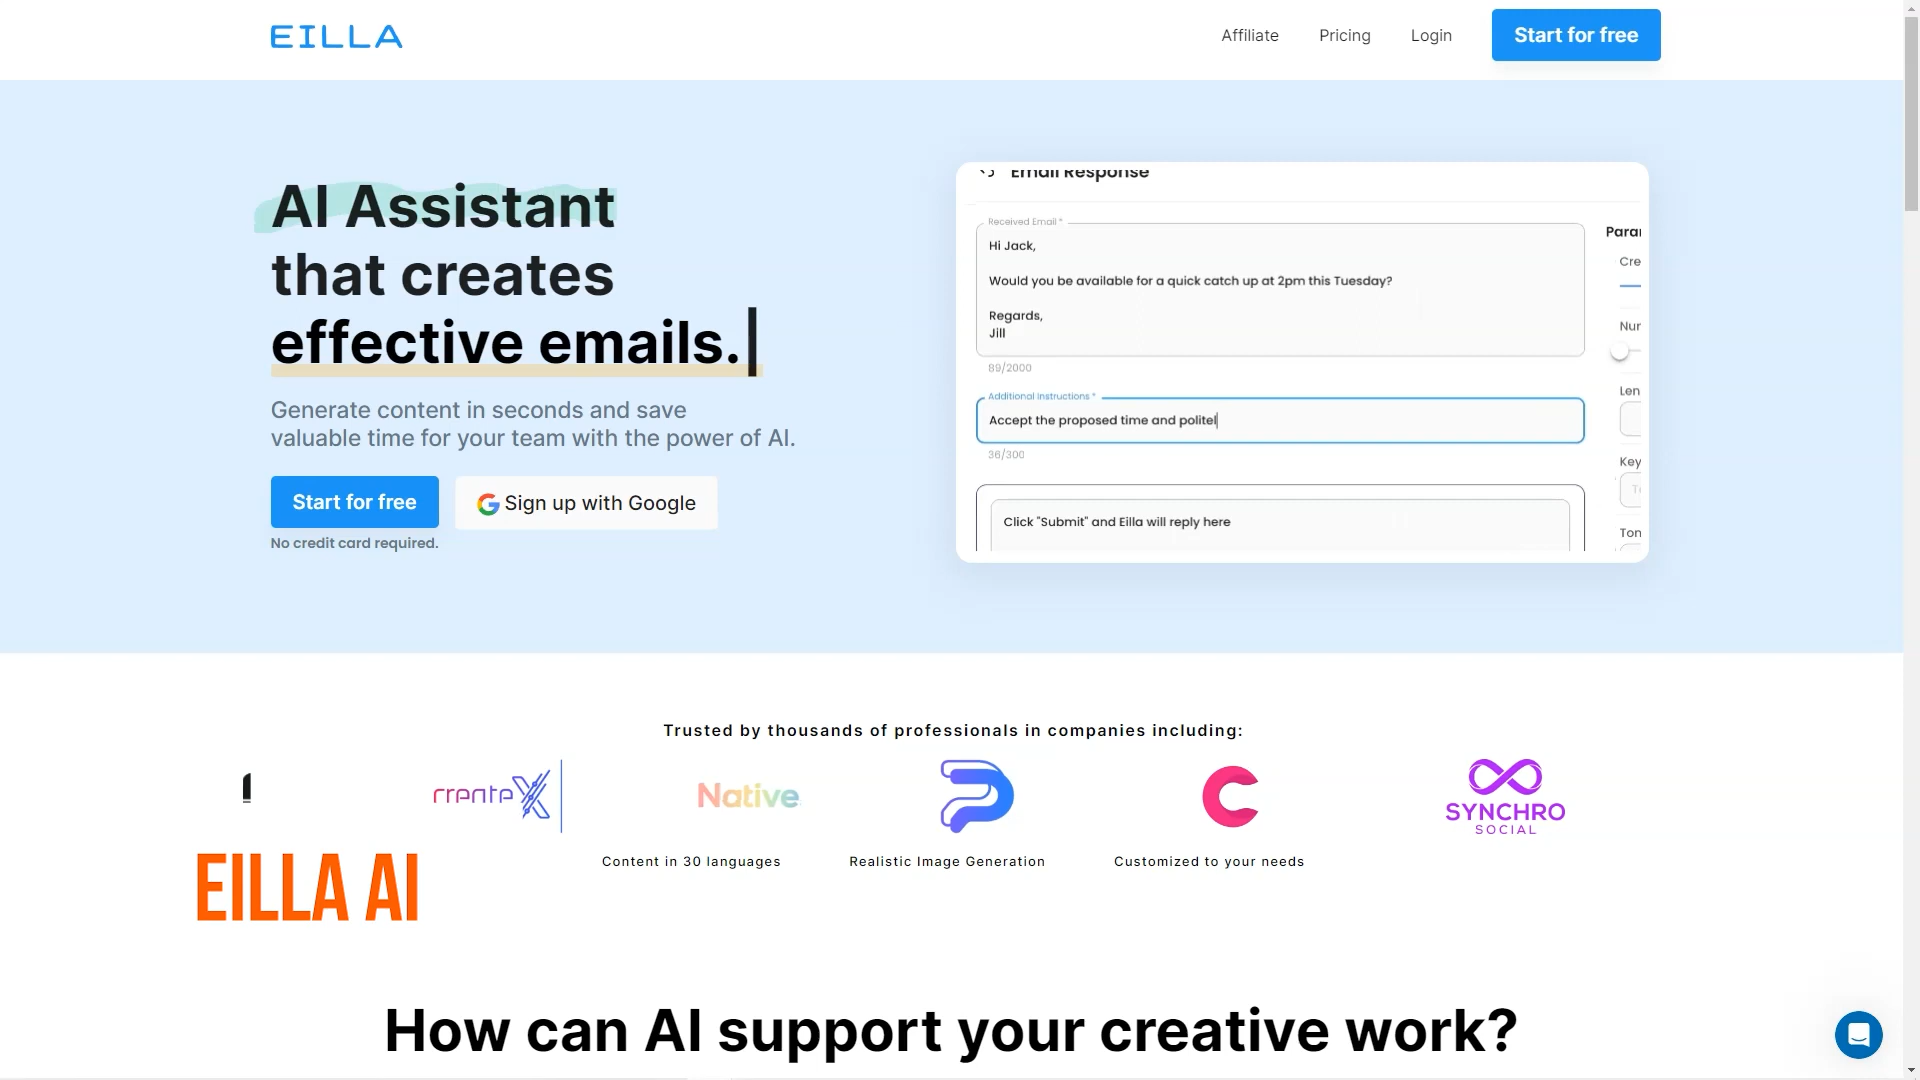 EILLA
Affiliate
Pricing
Login
Start for free
AI Assistant
that creates
effective emails.
Generate content in seconds and save
valuable time for your team with the power of AI.
Start for free
Sign up with Google
No credit card required.
Email Response
Received Email *
Hi Jack,
Would you be available for a quick catch up at 2pm this Tuesday?
Regards,
Jill
89/2000
Additional Instructions *
Accept the proposed time and politel
36/300
Click "Submit" and Eilla will reply here
Trusted by thousands of professionals in companies including:
createX
Native
SYNCHRO
SOCIAL
Content in 30 languages
Realistic Image Generation
Customized to your needs
EILLA AI
How can AI support your creative work?